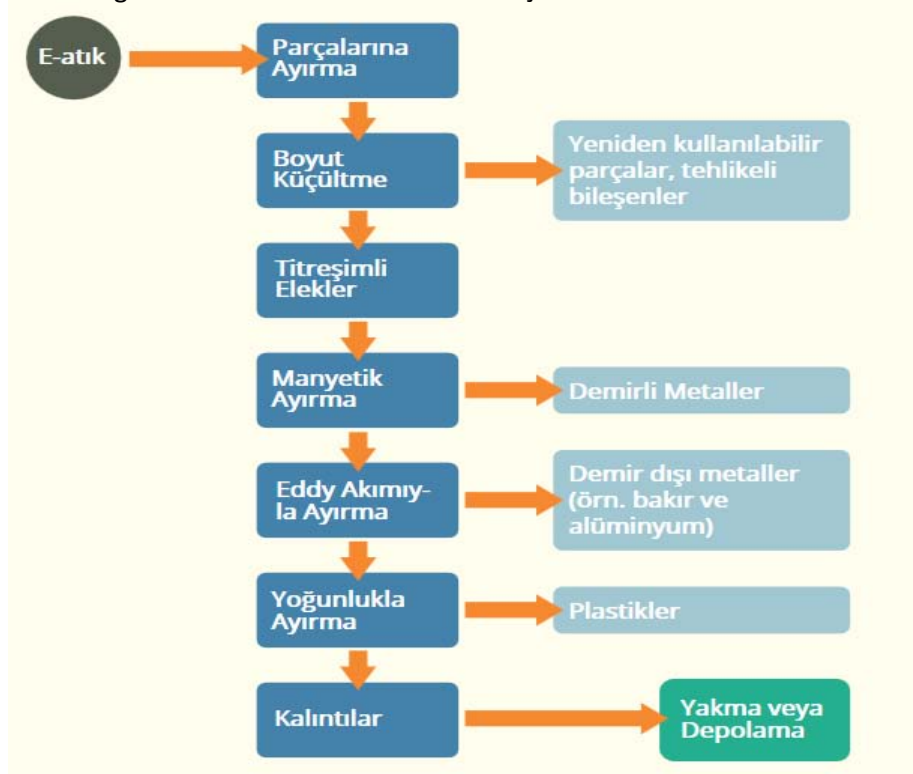 E-atık
Parçalarına
Ayırma
Boyut
Küçültme
Yeniden kullanılabilir
parçalar, tehlikeli
bileşenler
Titreşimli
Elekler
Manyetik
Ayırma
Demirli Metaller
Eddy Akımıy-
la Ayırma
Demir dışı metaller
(örn. bakır ve
alüminyum)
Yoğunlukla
Ayırma
Plastikler
Kalıntılar
Yakma veya
Depolama